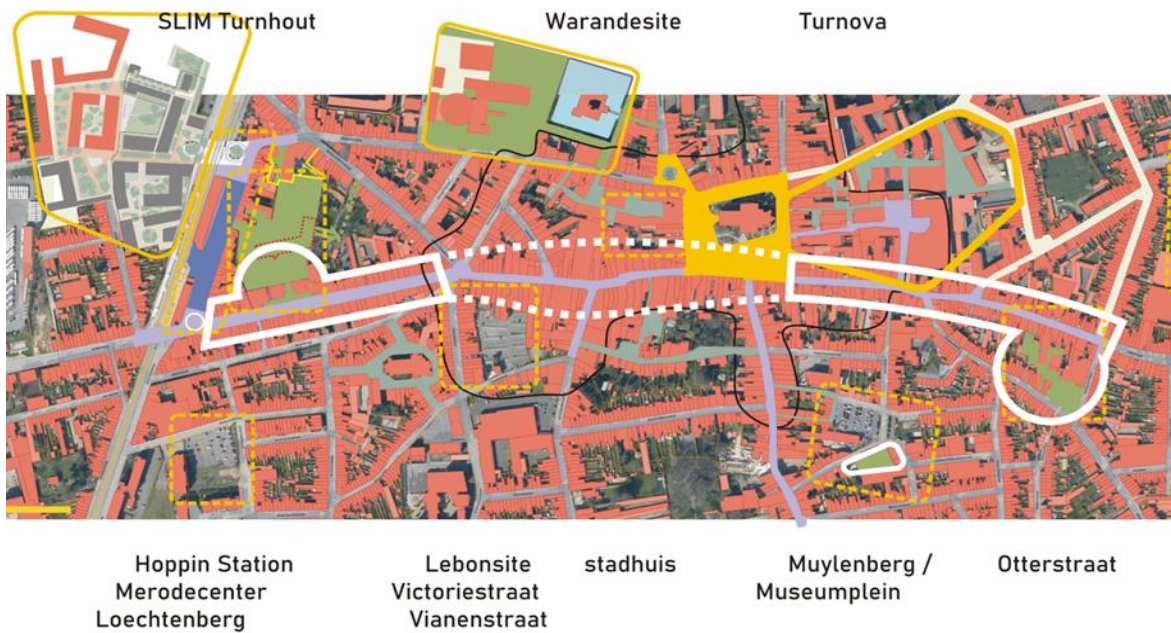 SLIM Turnhout Warandesite Turnova
Hoppin Station Lebonsite stadhuis Muylenberg / Otterstraat
Merodecenter Victoriestraat Museumplein
Loechtenberg Vianenstraat